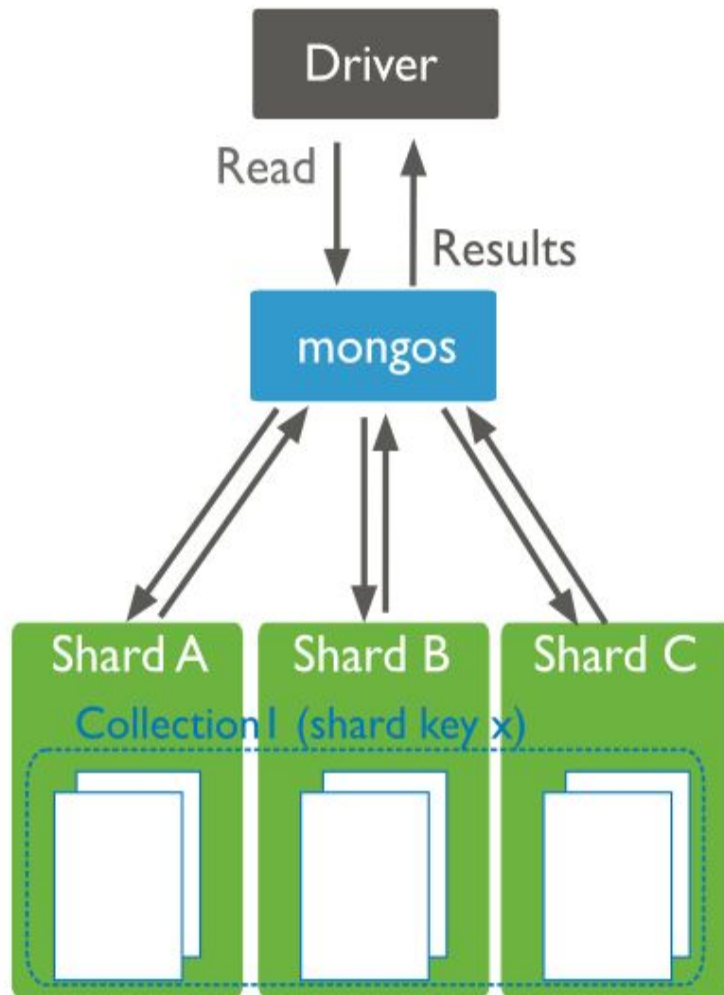 Driver
Read
Results
mongos
Shard A
Shard B
Shard C
Collection1 (shard key x)